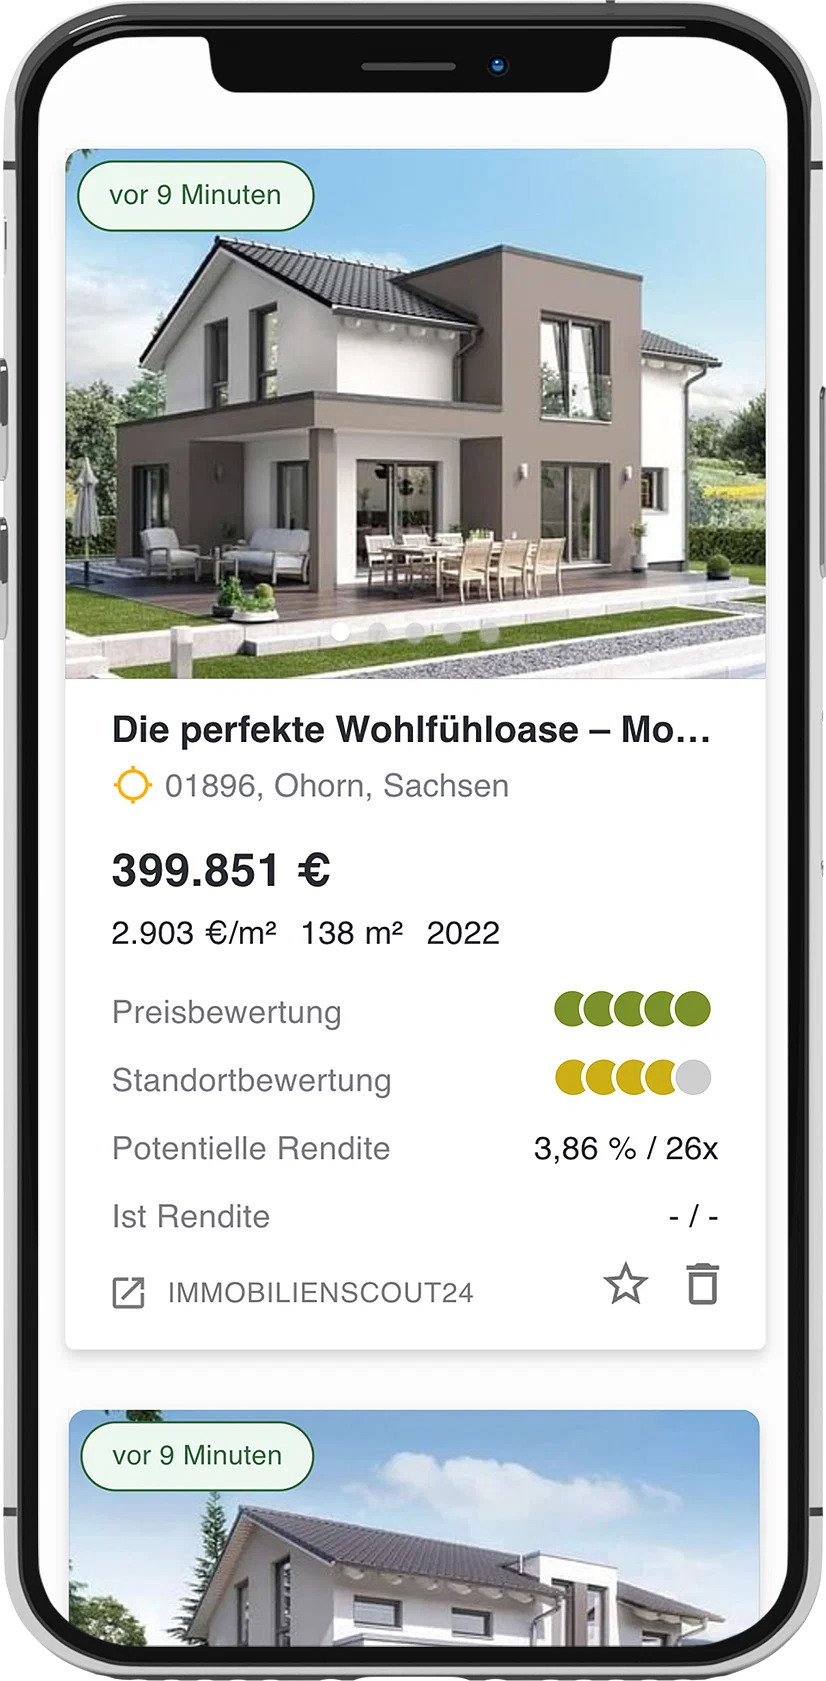 vor 9 Minuten
Die perfekte Wohlfühloase – Mo...
01896, Ohorn, Sachsen
399.851 €
2.903 €/m² 138 m² 2022
Preisbewertung
Standortbewertung
Potentielle Rendite 3,86 % / 26x
Ist Rendite - / -
IMMOBILIENSCOUT24
vor 9 Minuten